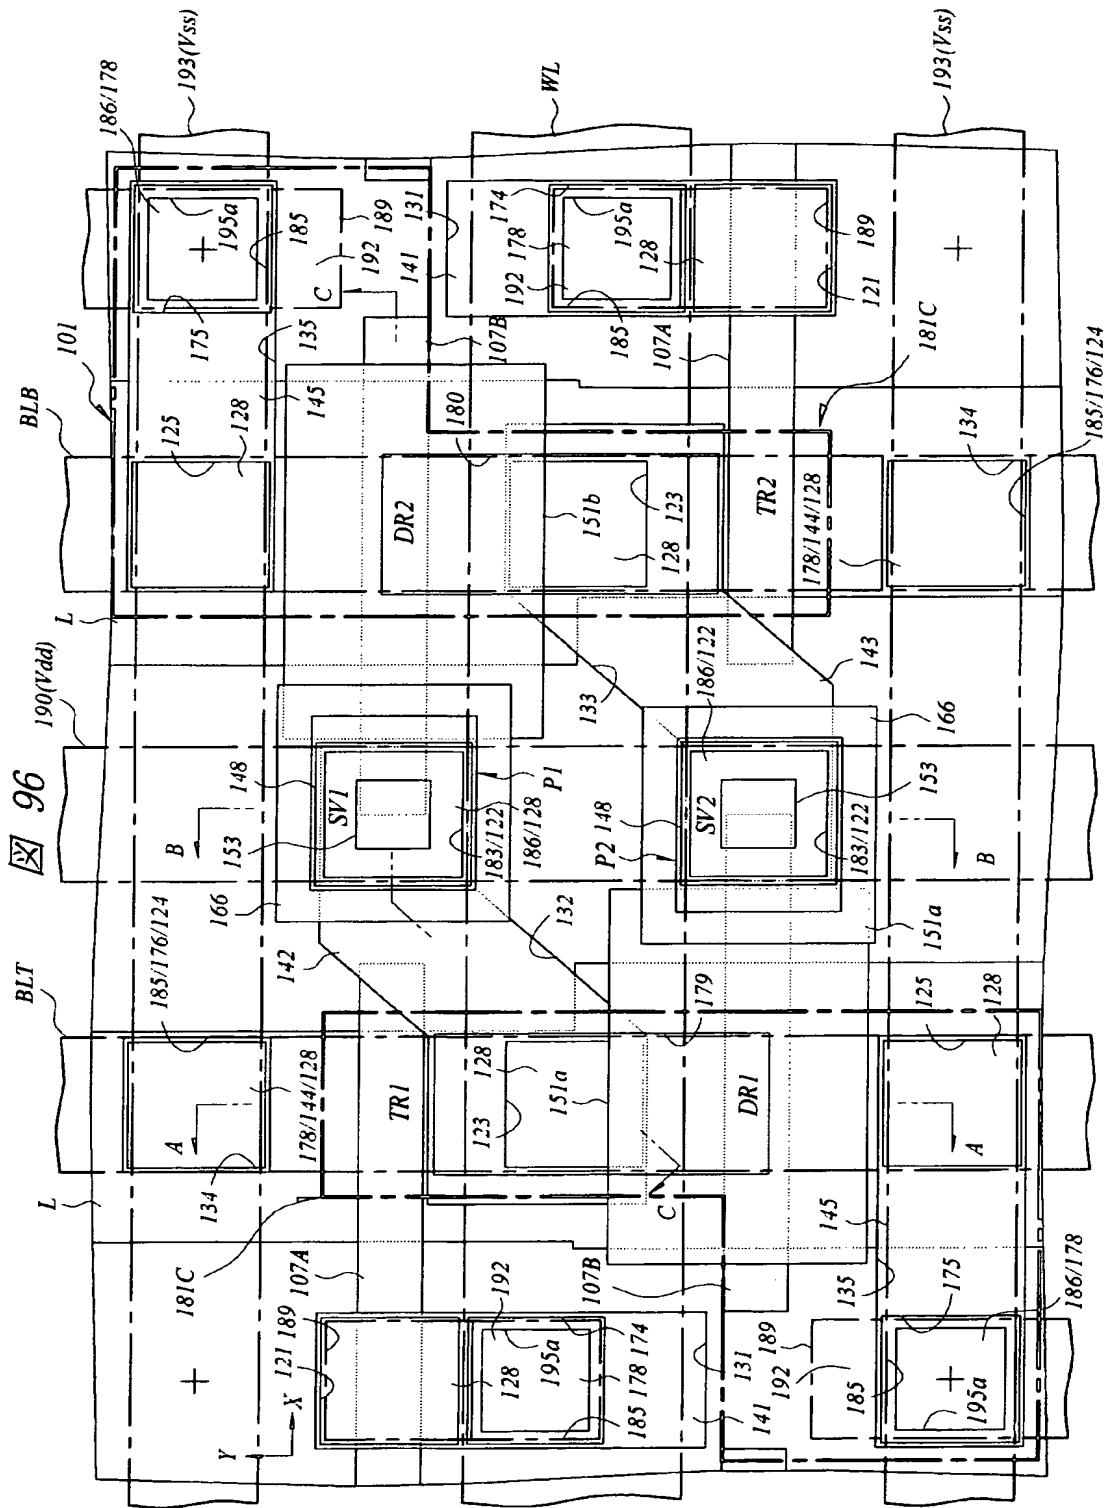 図 96
L
BLT
190(Vdd)
L
BLB
101
186/178
193(Vss)
A
134
185/176/124
B
125
128
175
195a
185
189
178/144/128
166
148
135
145
192
C
Y
X
181C
107A
142
153
SV1
P1
189
121
TR1
132
183/122
186/128
DR2
180
141
131
107B
128
192
123
128
151a
133
151b
123
128
192
178
174
195a
185
WL
195a
185
178
174
C
179
P2
148
128
107A
131
141
107B
DR1
SV2
186/122
TR2
121
189
192
189
145
135
125
128
183/122
151a
153
166
143
178/144/128
181C
185
195a
175
186/178
A
B
134
185/176/124
193(Vss)